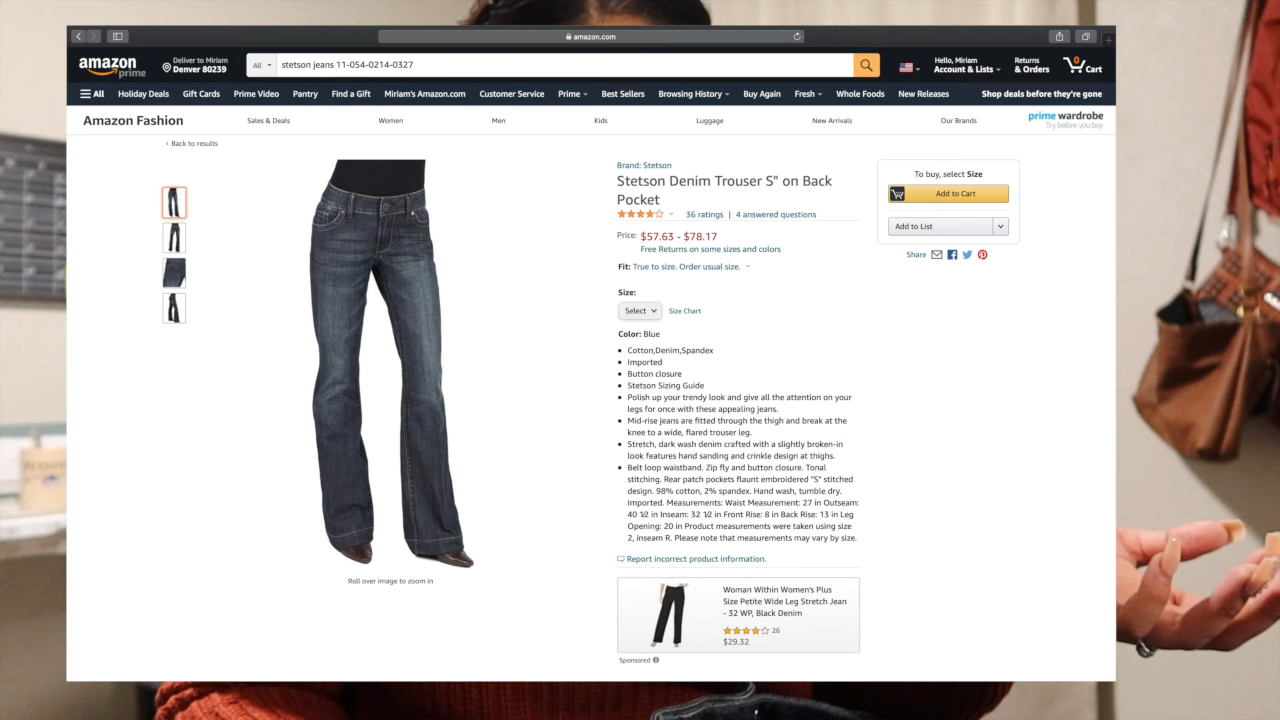 amazon.com
amazon
prime
Deliver to Miriam
Denver 80239
All
stetson jeans 11-054-0214-0327
Hello, Miriam
Account & Lists
Returns
& Orders
0
Cart
All
Holiday Deals
Gift Cards
Prime Video
Pantry
Find a Gift
Miriam's Amazon.com
Customer Service
Prime
Best Sellers
Browsing History
Buy Again
Fresh
Whole Foods
New Releases
Shop deals before they're gone
Amazon Fashion
Sales & Deals
Women
Men
Kids
Luggage
New Arrivals
Our Brands
prime wardrobe
Try before you buy
‹ Back to results
Brand: Stetson
Stetson Denim Trouser S" on Back
Pocket
36 ratings | 4 answered questions
Price: $57.63 - $78.17
Free Returns on some sizes and colors
Fit: True to size. Order usual size.
Size:
Select
Size Chart
Color: Blue
• Cotton,Denim,Spandex
• Imported
• Button closure
• Stetson Sizing Guide
• Polish up your trendy look and give all the attention on your
legs for once with these appealing jeans.
• Mid-rise jeans are fitted through the thigh and break at the
knee to a wide, flared trouser leg.
• Stretch, dark wash denim crafted with a slightly broken-in
look features hand sanding and crinkle design at thighs.
• Belt loop waistband. Zip fly and button closure. Tonal
stitching. Rear patch pockets flaunt embroidered "S" stitched
design. 98% cotton, 2% spandex. Hand wash, tumble dry.
Imported. Measurements: Waist Measurement: 27 in Outseam:
40 1⁄2 in Inseam: 32 1⁄2 in Front Rise: 8 in Back Rise: 13 in Leg
Opening: 20 in Product measurements were taken using size
2, inseam R. Please note that measurements may vary by size.
Report incorrect product information.
Woman Within Women's Plus
Size Petite Wide Leg Stretch Jean
- 32 WP, Black Denim
26
$29.32
Sponsored
Roll over image to zoom in
To buy, select Size
Add to Cart
Add to List
Share